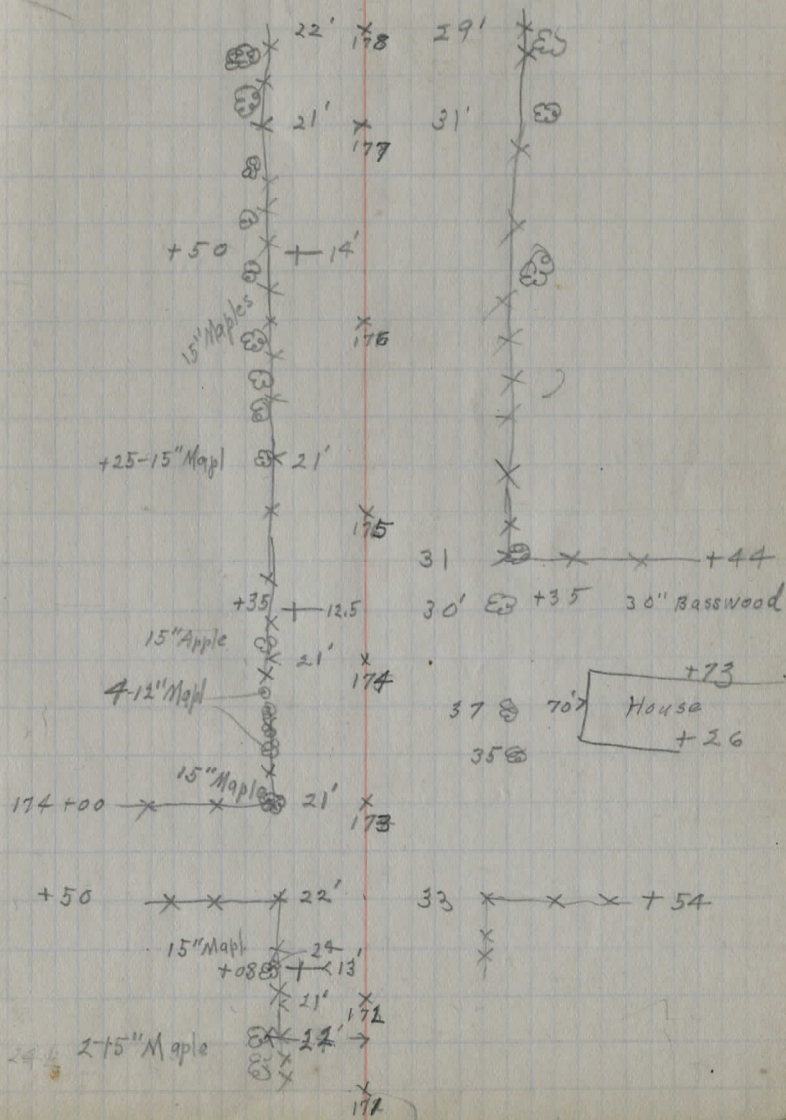 22' 178 29'
21' 177 31'
+50 14'
15" Maples 176
+25-15" Mapl 21'
175
31 +44
+35 12.5 30' +35 30" Basswood
15" Apple 21'
174 +73
4-12" Mapl 37 70' House
35 +26
15" Maple
174 +00 21' 173
+50 22' 33 +54
15" Mapl 24
+08 13'
21' 172
2-15" Maple 22'
171